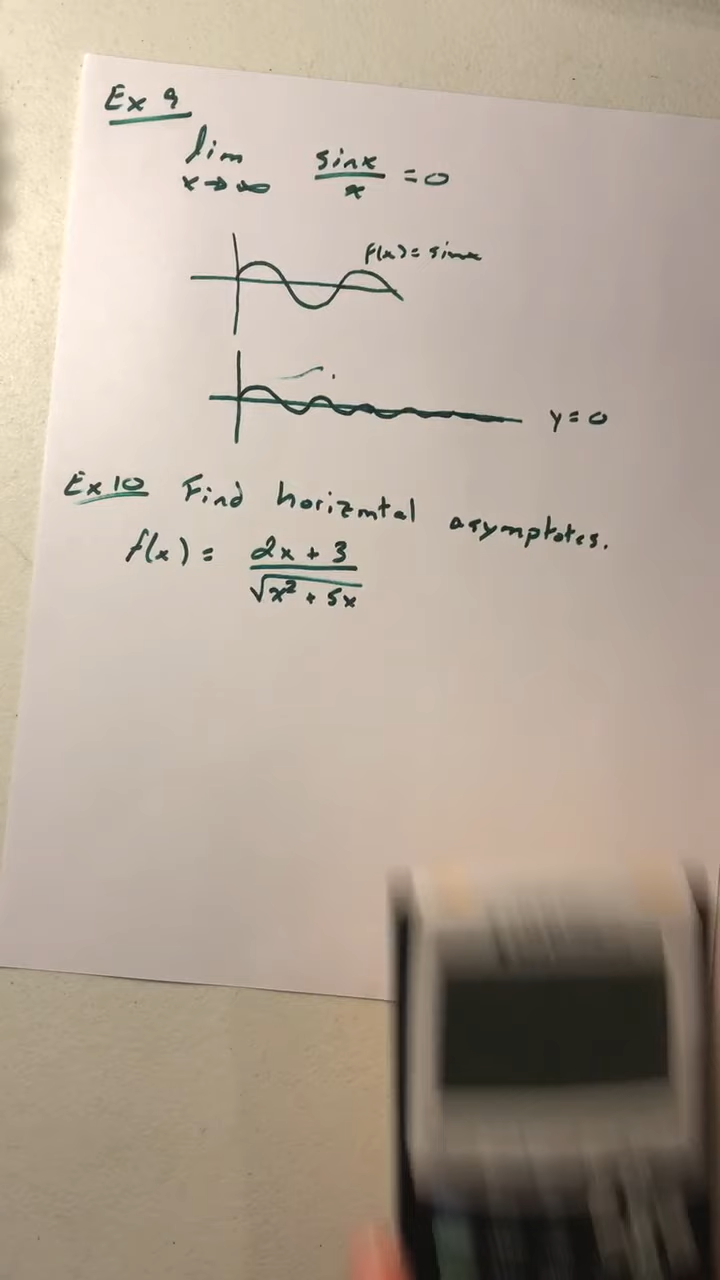 Ex 9
lim x→∞ sinx/x = 0
f(x) = sinx
y = 0
Ex 10 Find horizontal asymptotes.
f(x) = 2x + 3 / √x² + 5x